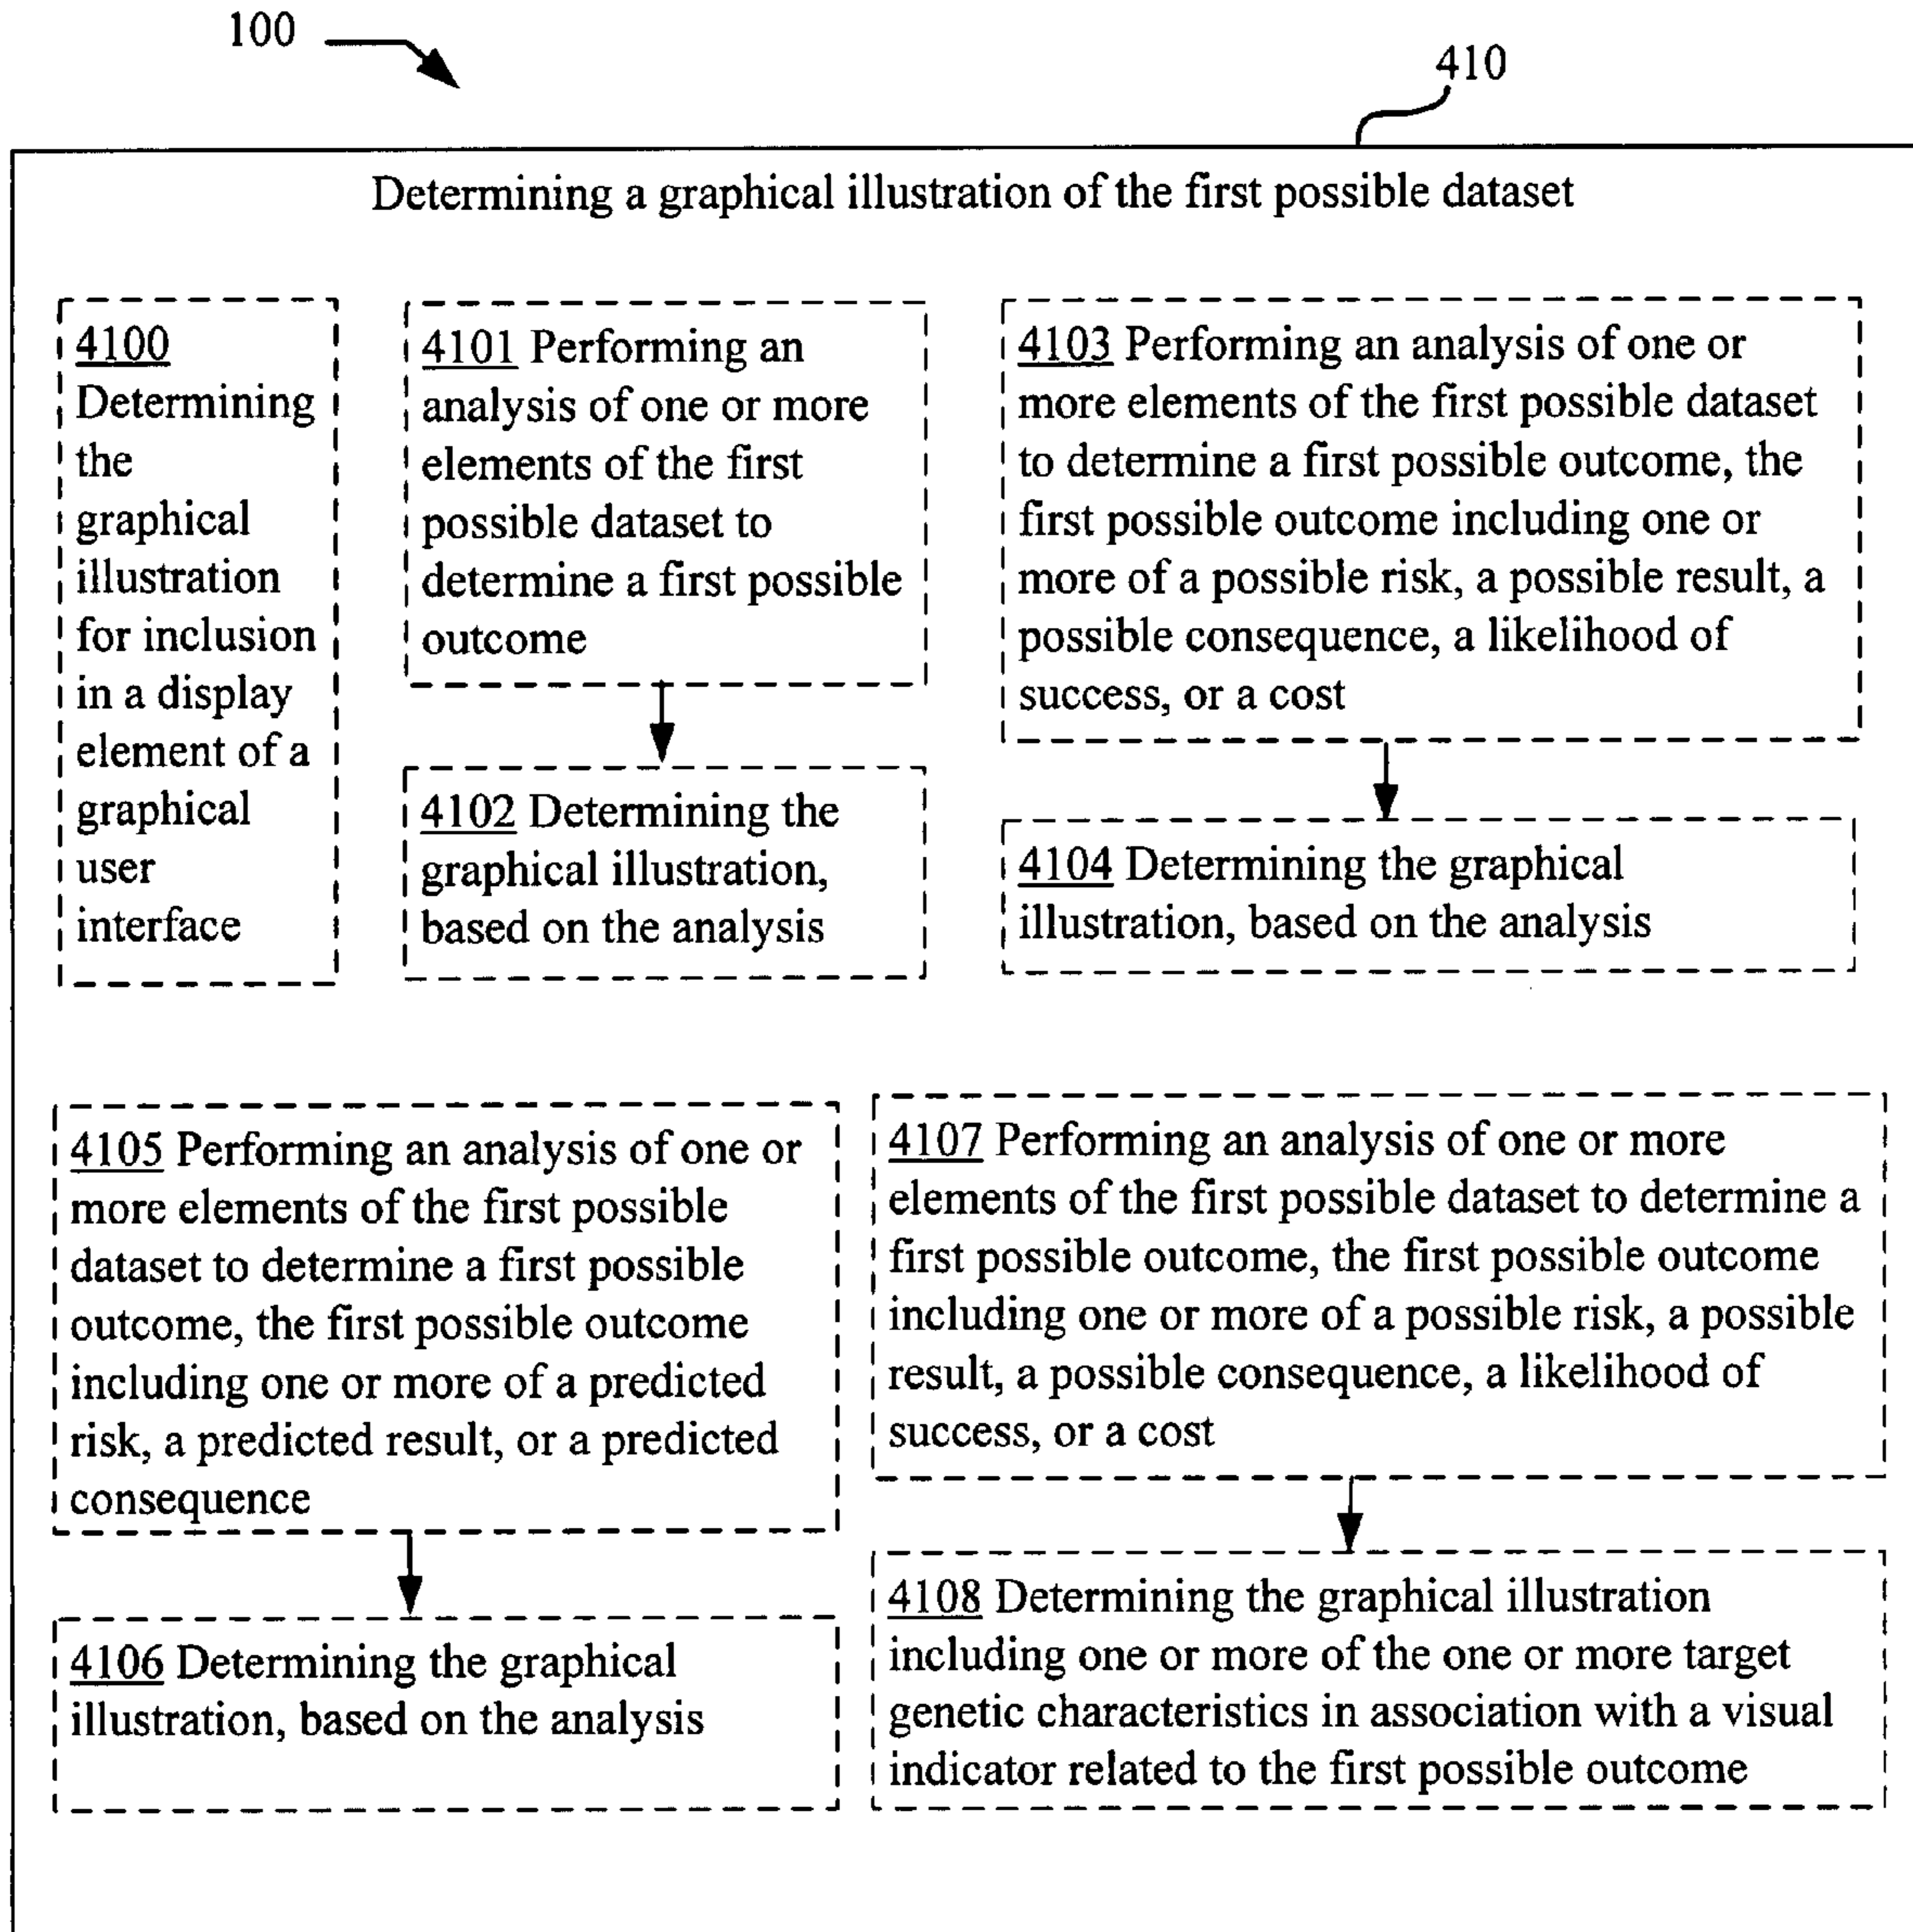 100
410
Determining a graphical illustration of the first possible dataset
4100
Determining
the
graphical
illustration
for inclusion
in a display
element of a
graphical
user
interface
4101 Performing an
analysis of one or more
elements of the first
possible dataset to
determine a first possible
outcome
4102 Determining the
graphical illustration,
based on the analysis
4103 Performing an analysis of one or
more elements of the first possible dataset
to determine a first possible outcome, the
first possible outcome including one or
more of a possible risk, a possible result, a
possible consequence, a likelihood of
success, or a cost
4104 Determining the graphical
illustration, based on the analysis
4105 Performing an analysis of one or
more elements of the first possible
dataset to determine a first possible
outcome, the first possible outcome
including one or more of a predicted
risk, a predicted result, or a predicted
consequence
4106 Determining the graphical
illustration, based on the analysis
4107 Performing an analysis of one or more
elements of the first possible dataset to determine a
first possible outcome, the first possible outcome
including one or more of a possible risk, a possible
result, a possible consequence, a likelihood of
success, or a cost
4108 Determining the graphical illustration
including one or more of the one or more target
genetic characteristics in association with a visual
indicator related to the first possible outcome